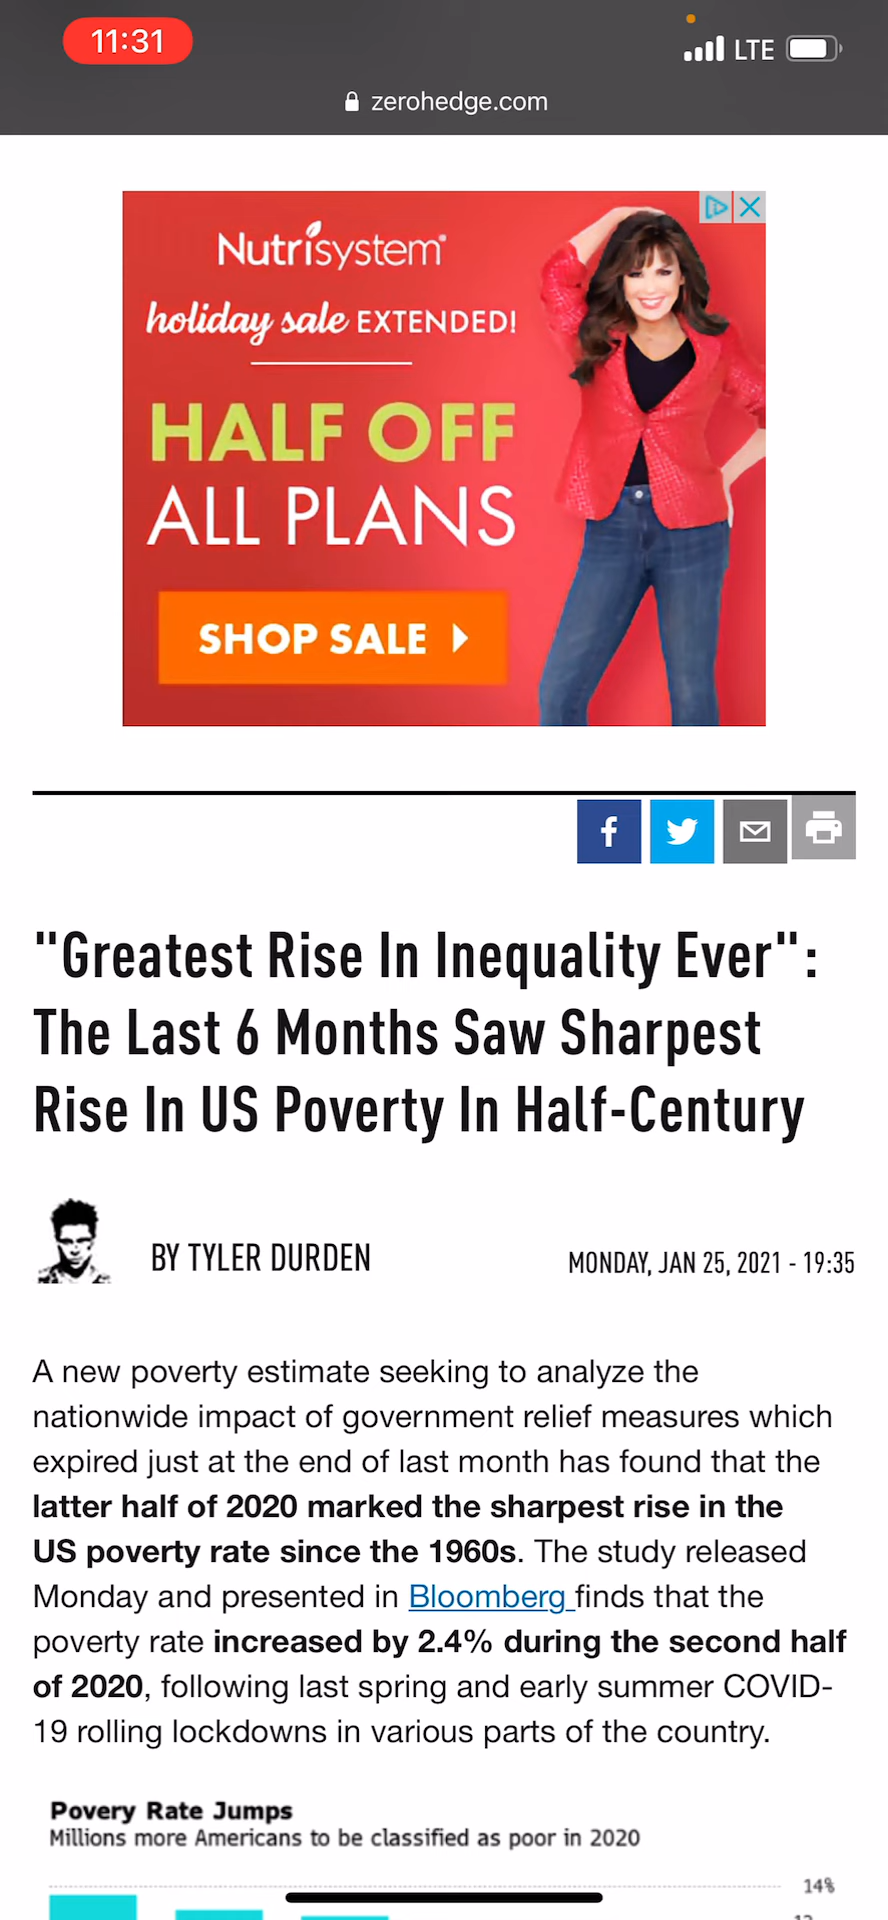 11:31
LTE
zerohedge.com
Nutrisystem®
holiday sale EXTENDED!
HALF OFF
ALL PLANS
SHOP SALE
"Greatest Rise In Inequality Ever":
The Last 6 Months Saw Sharpest
Rise In US Poverty In Half-Century
BY TYLER DURDEN
MONDAY, JAN 25, 2021 - 19:35
A new poverty estimate seeking to analyze the
nationwide impact of government relief measures which
expired just at the end of last month has found that the
latter half of 2020 marked the sharpest rise in the
US poverty rate since the 1960s. The study released
Monday and presented in Bloomberg finds that the
poverty rate increased by 2.4% during the second half
of 2020, following last spring and early summer COVID-
19 rolling lockdowns in various parts of the country.
Povery Rate Jumps
Millions more Americans to be classified as poor in 2020
14%